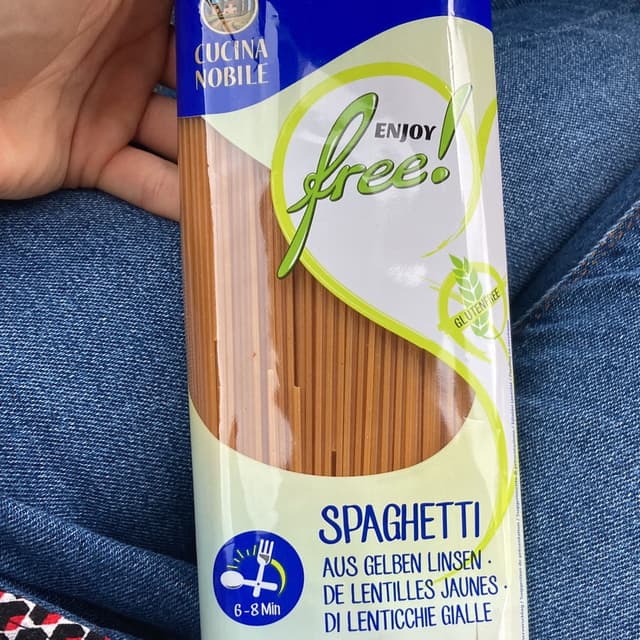 CUCINA
NOBILE
ENJOY
free!
GLUTENFREE
SPAGHETTI
AUS GELBEN LINSEN ·
DE LENTILLES JAUNES ·
DI LENTICCHIE GIALLE
6-8 Min